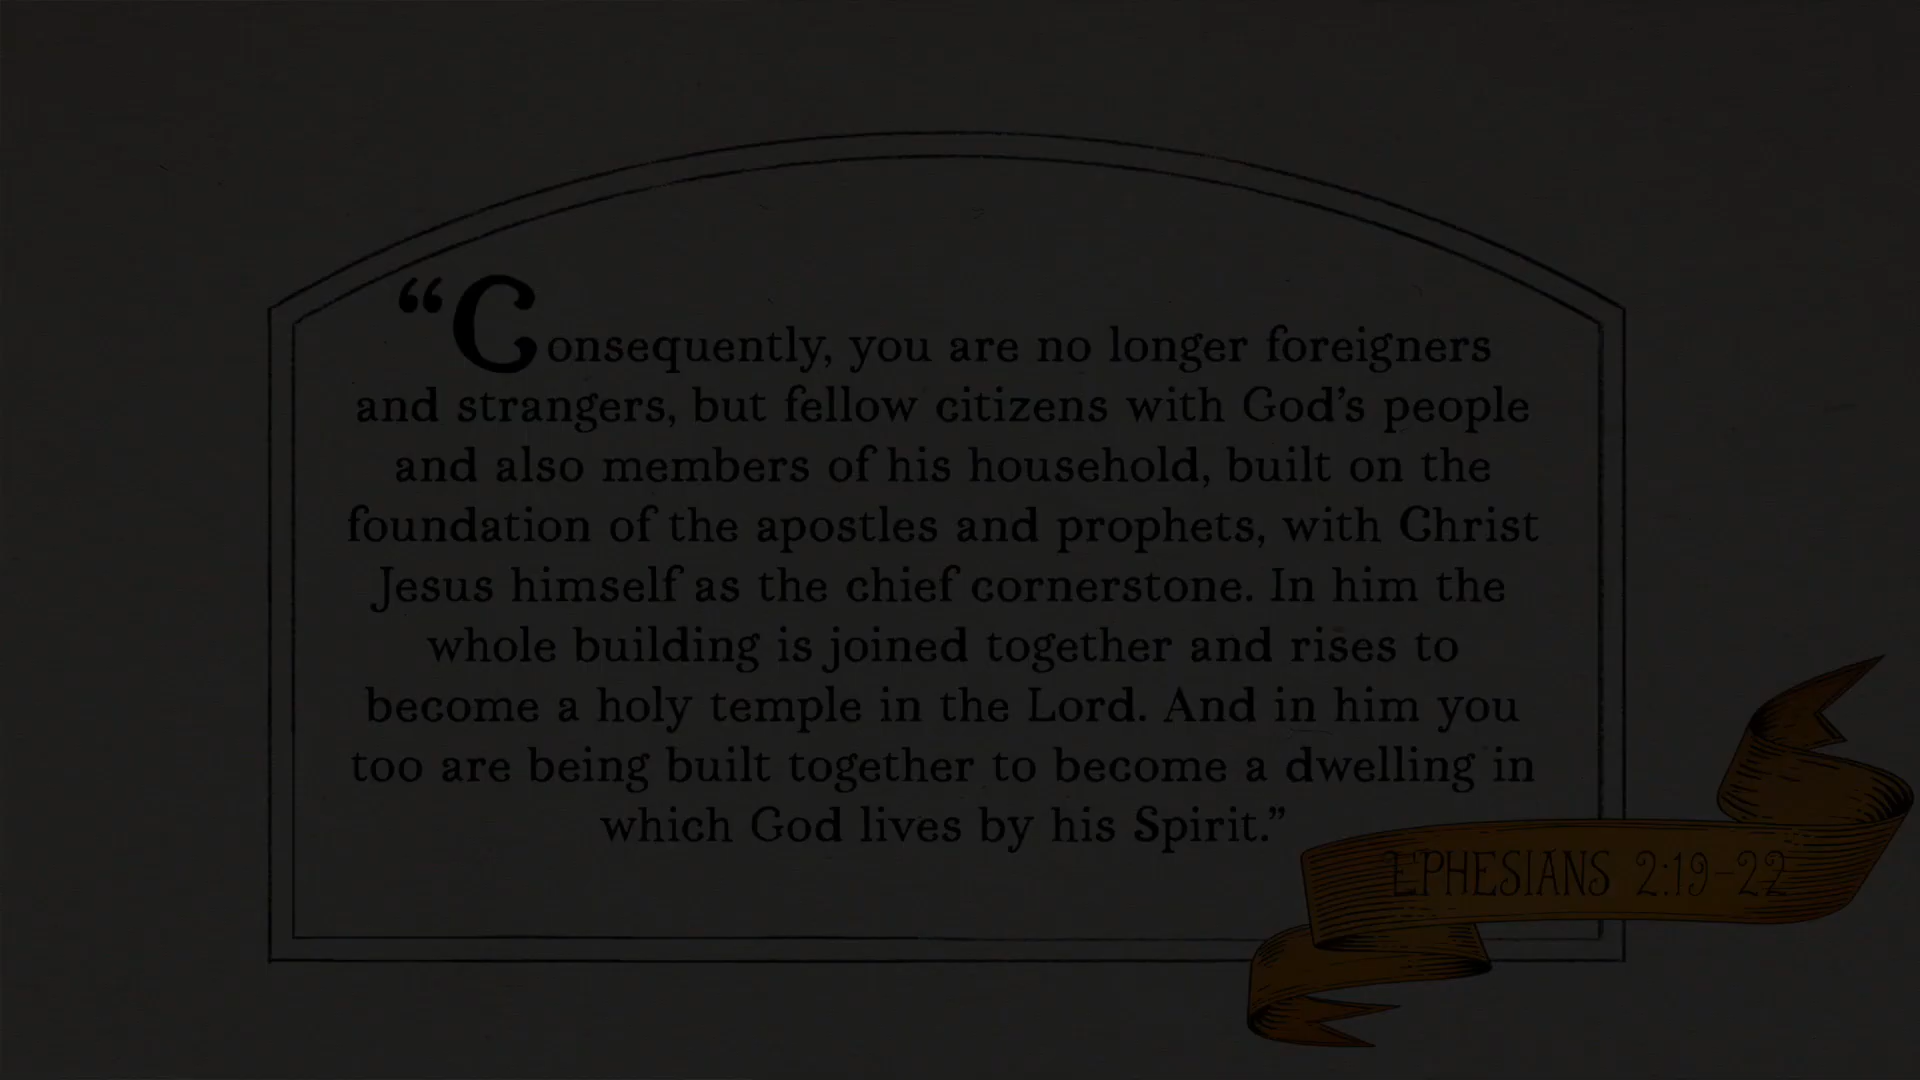 “Consequently, you are no longer foreigners
and strangers, but fellow citizens with God’s people
and also members of his household, built on the
foundation of the apostles and prophets, with Christ
Jesus himself as the chief cornerstone. In him the
whole building is joined together and rises to
become a holy temple in the Lord. And in him you
too are being built together to become a dwelling in
which God lives by his Spirit.”
EPHESIANS 2:19-22